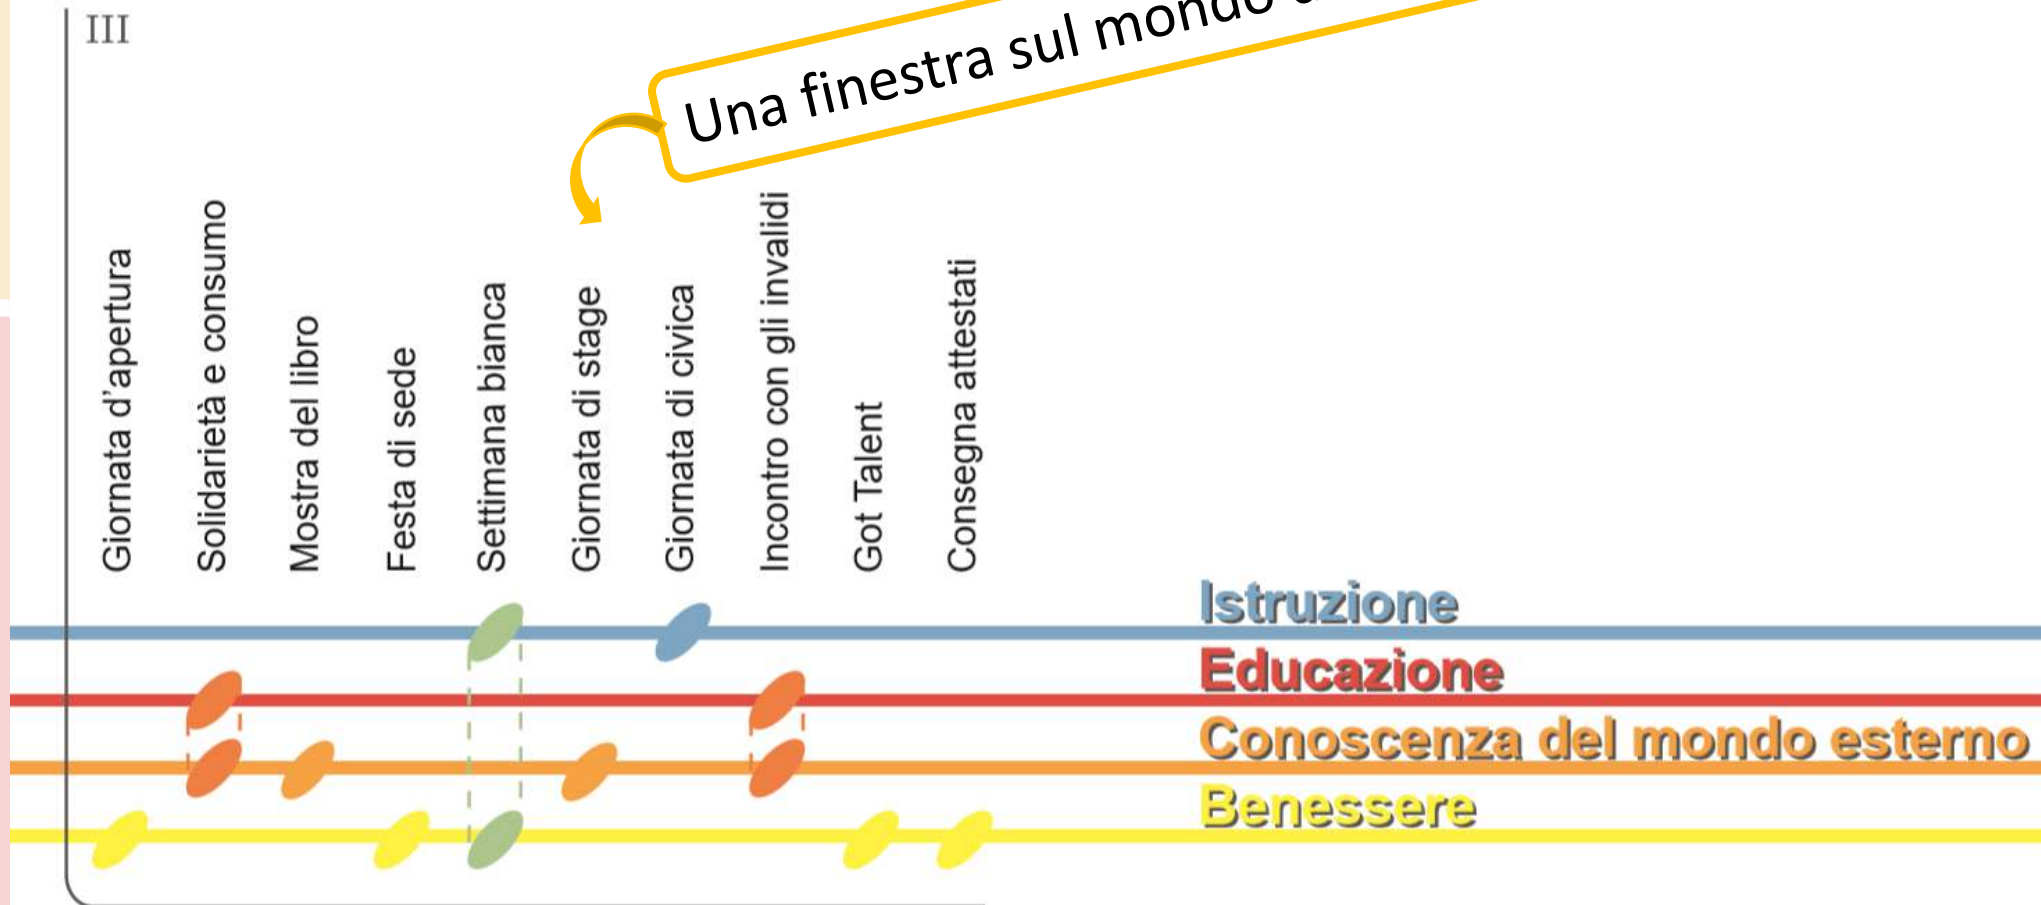 III
Una finestra sul mondo
Giornata d'apertura
Solidarietà e consumo
Mostra del libro
Festa di sede
Settimana bianca
Giornata di stage
Giornata di civica
Incontro con gli invalidi
Got Talent
Consegna attestati
Istruzione
Educazione
Conoscenza del mondo esterno
Benessere